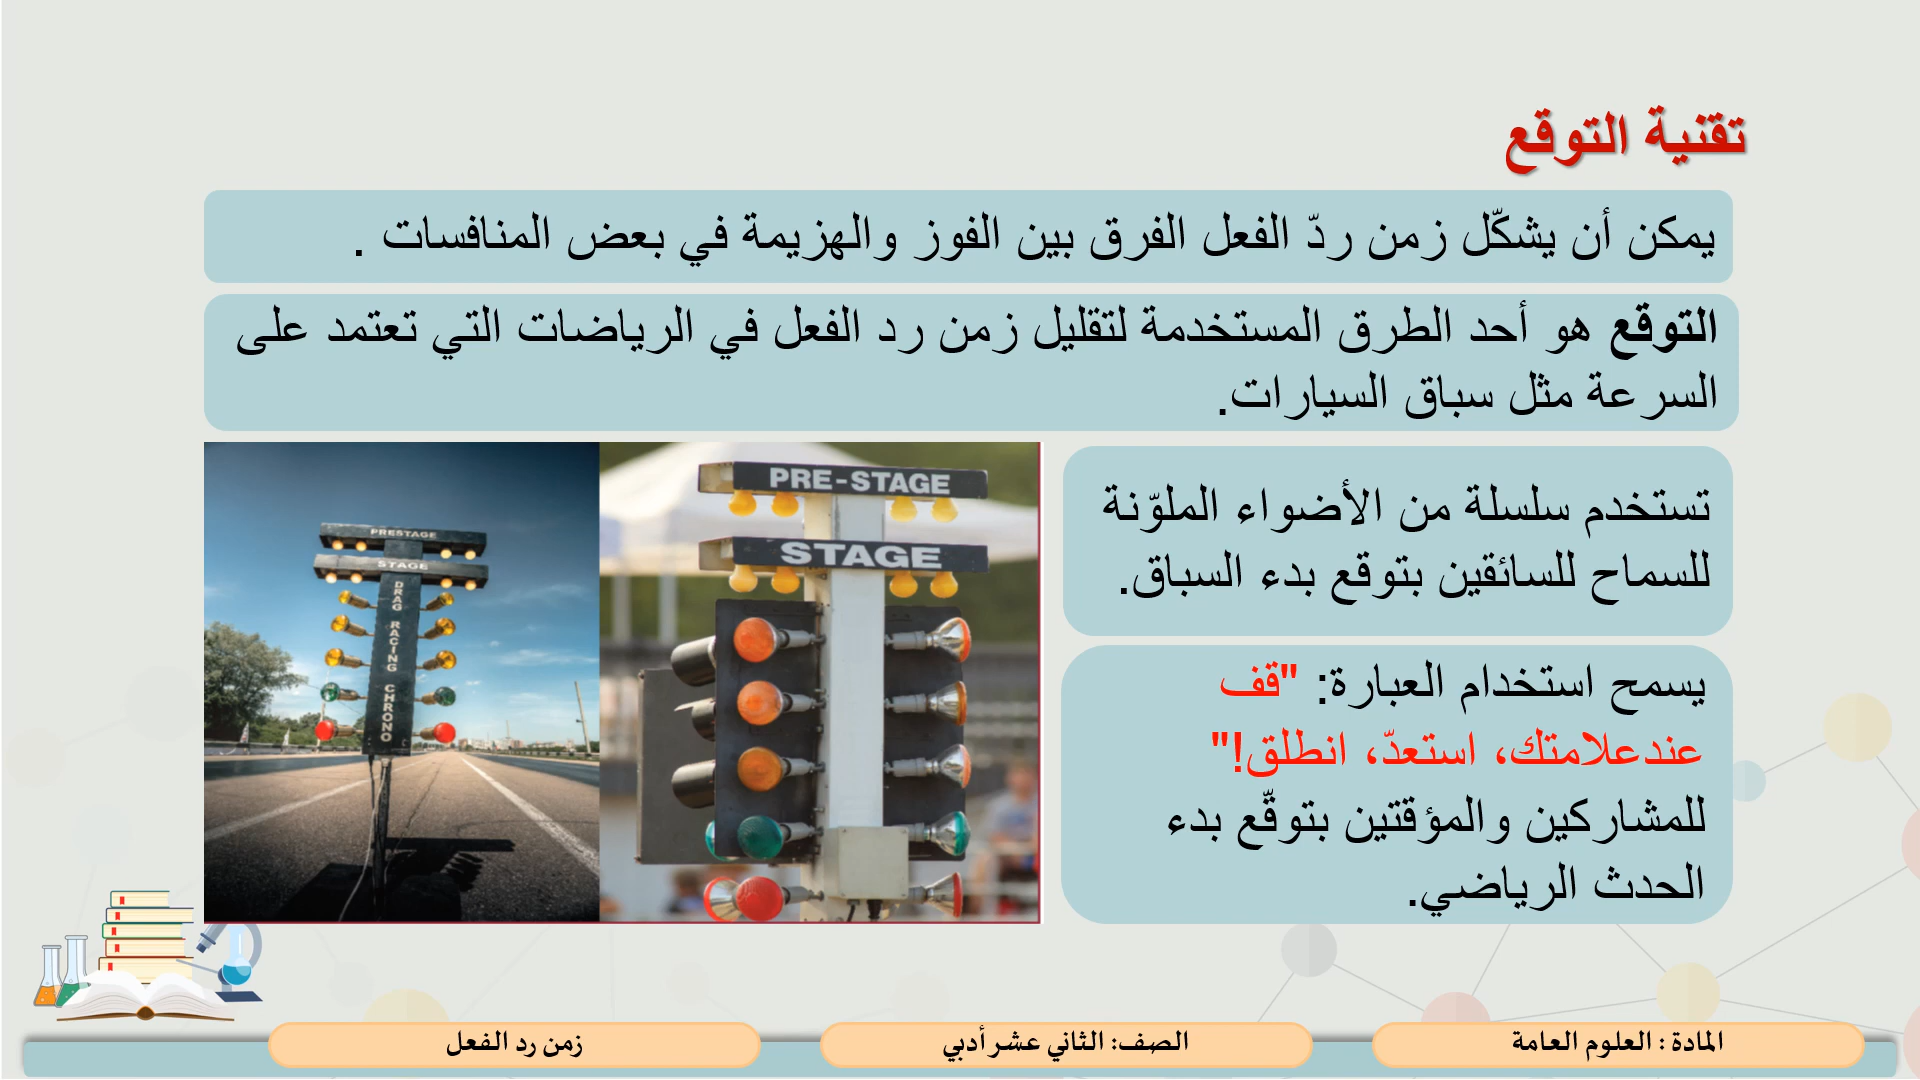 تقنية التوقع
يمكن أن يشكّل زمن ردّ الفعل الفرق بين الفوز والهزيمة في بعض المنافسات .
التوقع هو أحد الطرق المستخدمة لتقليل زمن رد الفعل في الرياضات التي تعتمد على
السرعة مثل سباق السيارات.
تستخدم سلسلة من الأضواء الملوّنة
للسماح للسائقين بتوقع بدء السباق.
يسمح استخدام العبارة: "قف
عندعلامتك، استعدّ، انطلق!"
للمشاركين والمؤقتين بتوقّع بدء
الحدث الرياضي.
PRE-STAGE
STAGE
PRESTAGE
STAGE
DRAG RACING CHRONO
المادة : العلوم العامة
الصف: الثاني عشر أدبي
زمن رد الفعل